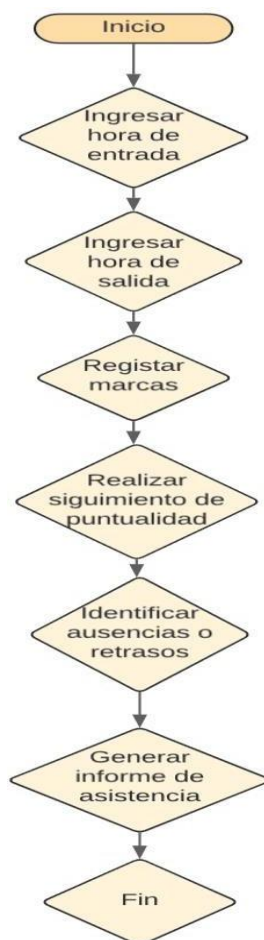 Inicio
Ingresar
hora de
entrada
Ingresar
hora de
salida
Registar
marcas
Realizar
siguimiento de
puntualidad
Identificar
ausencias o
retrasos
Generar
informe de
asistencia
Fin